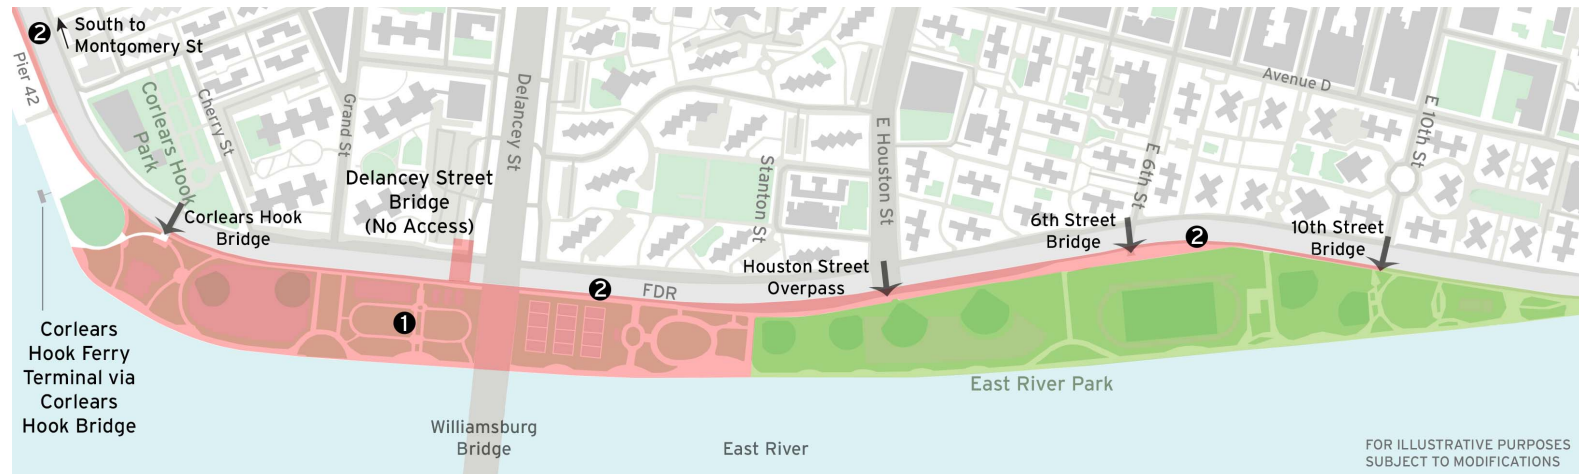 2
South to
Montgomery St
Pier 42
Corlears Hook
Park
Cherry St
Grand St
Delancey St
Delancey Street
Bridge
(No Access)
Corlears Hook
Bridge
Stanton St
E Houston St
Houston Street
Overpass
E 6th St
6th Street
Bridge
2
Avenue D
E 10th St
10th Street
Bridge
2
FDR
1
Corlears
Hook Ferry
Terminal via
Corlears
Hook Bridge
East River Park
Williamsburg
Bridge
East River
FOR ILLUSTRATIVE PURPOSES
SUBJECT TO MODIFICATIONS